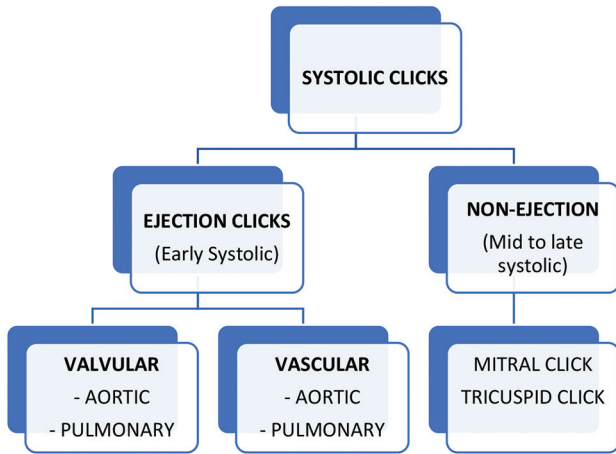 SYSTOLIC CLICKS
EJECTION CLICKS
(Early Systolic)
NON-EJECTION
(Mid to late
systolic)
VALVULAR
- AORTIC
- PULMONARY
VASCULAR
- AORTIC
- PULMONARY
MITRAL CLICK
TRICUSPID CLICK